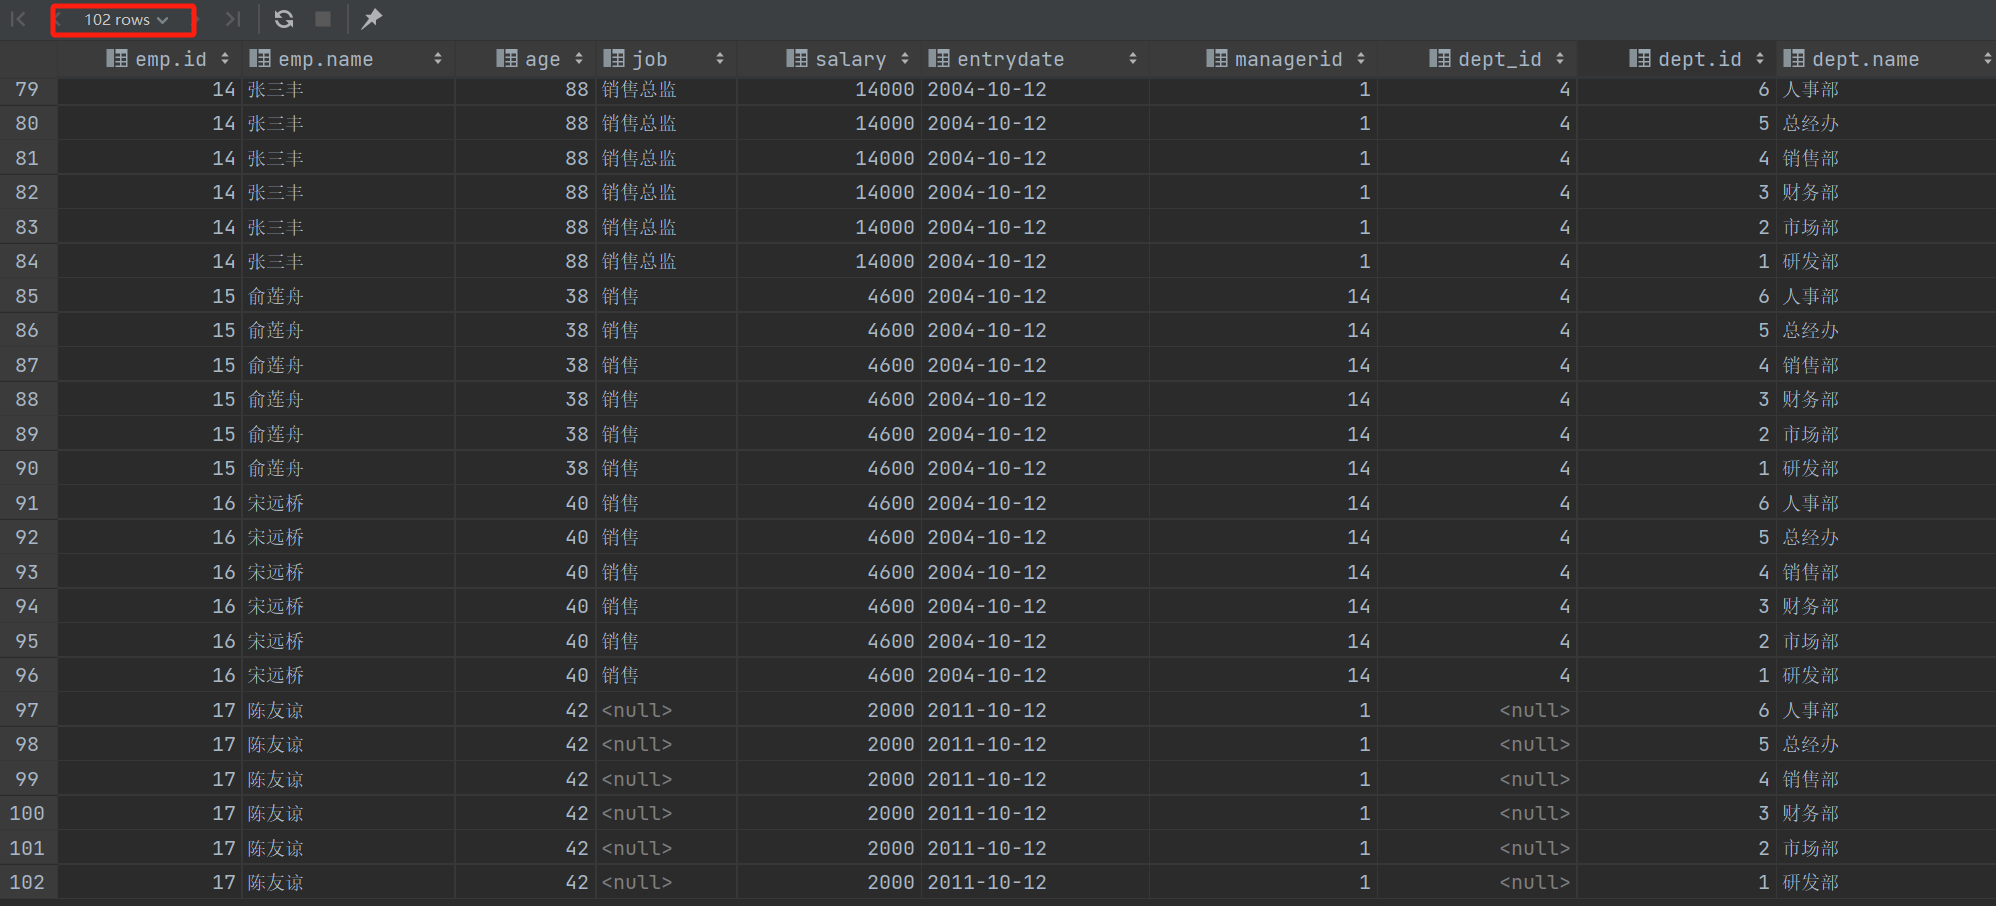 102 rows
emp.id emp.name age job salary entrydate managerid dept_id dept.id dept.name
79 14 张三丰 88 销售总监 14000 2004-10-12 1 4 6 人事部
80 14 张三丰 88 销售总监 14000 2004-10-12 1 4 5 总经办
81 14 张三丰 88 销售总监 14000 2004-10-12 1 4 4 销售部
82 14 张三丰 88 销售总监 14000 2004-10-12 1 4 3 财务部
83 14 张三丰 88 销售总监 14000 2004-10-12 1 4 2 市场部
84 14 张三丰 88 销售总监 14000 2004-10-12 1 4 1 研发部
85 15 俞莲舟 38 销售 4600 2004-10-12 14 4 6 人事部
86 15 俞莲舟 38 销售 4600 2004-10-12 14 4 5 总经办
87 15 俞莲舟 38 销售 4600 2004-10-12 14 4 4 销售部
88 15 俞莲舟 38 销售 4600 2004-10-12 14 4 3 财务部
89 15 俞莲舟 38 销售 4600 2004-10-12 14 4 2 市场部
90 15 俞莲舟 38 销售 4600 2004-10-12 14 4 1 研发部
91 16 宋远桥 40 销售 4600 2004-10-12 14 4 6 人事部
92 16 宋远桥 40 销售 4600 2004-10-12 14 4 5 总经办
93 16 宋远桥 40 销售 4600 2004-10-12 14 4 4 销售部
94 16 宋远桥 40 销售 4600 2004-10-12 14 4 3 财务部
95 16 宋远桥 40 销售 4600 2004-10-12 14 4 2 市场部
96 16 宋远桥 40 销售 4600 2004-10-12 14 4 1 研发部
97 17 陈友谅 42 <null> 2000 2011-10-12 1 <null> 6 人事部
98 17 陈友谅 42 <null> 2000 2011-10-12 1 <null> 5 总经办
99 17 陈友谅 42 <null> 2000 2011-10-12 1 <null> 4 销售部
100 17 陈友谅 42 <null> 2000 2011-10-12 1 <null> 3 财务部
101 17 陈友谅 42 <null> 2000 2011-10-12 1 <null> 2 市场部
102 17 陈友谅 42 <null> 2000 2011-10-12 1 <null> 1 研发部